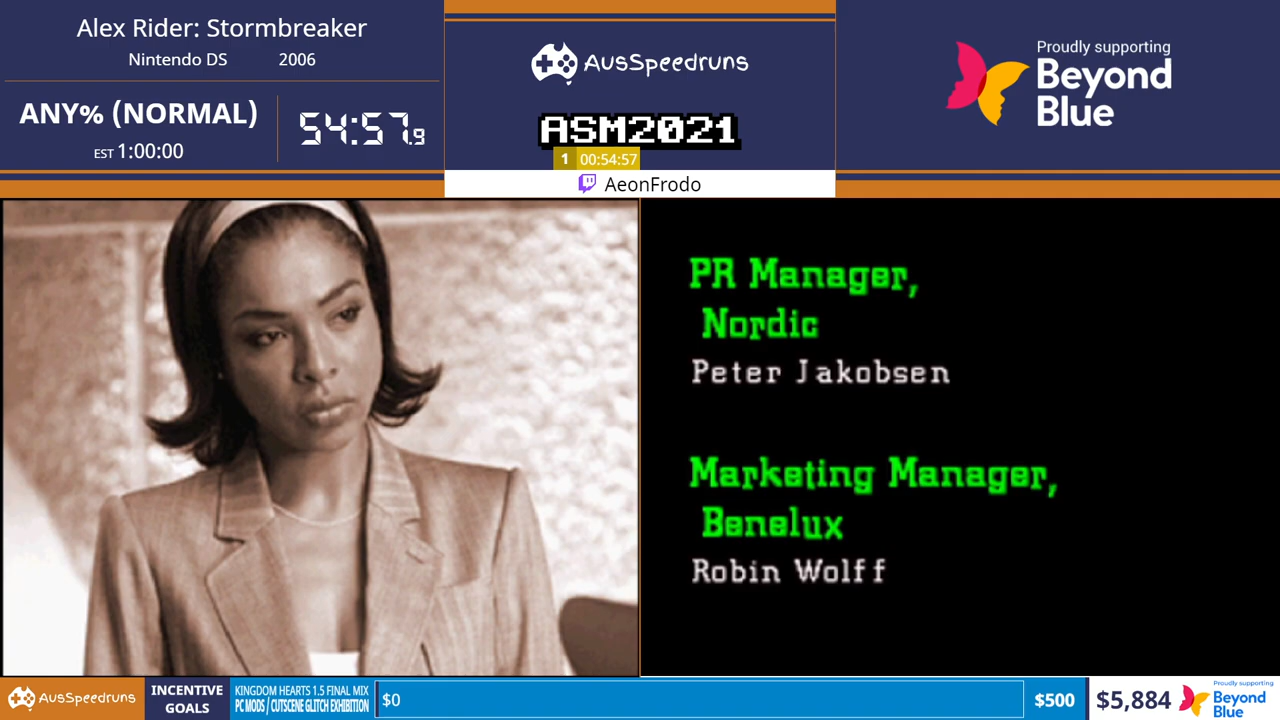 Alex Rider: Stormbreaker
Nintendo DS 2006
ANY% (NORMAL)
EST 1:00:00
54:57.9
AusSpeedruns
ASM2021
1 00:54:57
AeonFrodo
Proudly supporting
Beyond
Blue
PR Manager,
Nordic
Peter Jakobsen
Marketing Manager,
Benelux
Robin Wolff
AusSpeedruns
INCENTIVE
GOALS
KINGDOM HEARTS 1.5 FINAL MIX
PC MODS / CUTSCENE GLITCH EXHIBITION
$0
$500
$5,884
Proudly supporting
Beyond
Blue